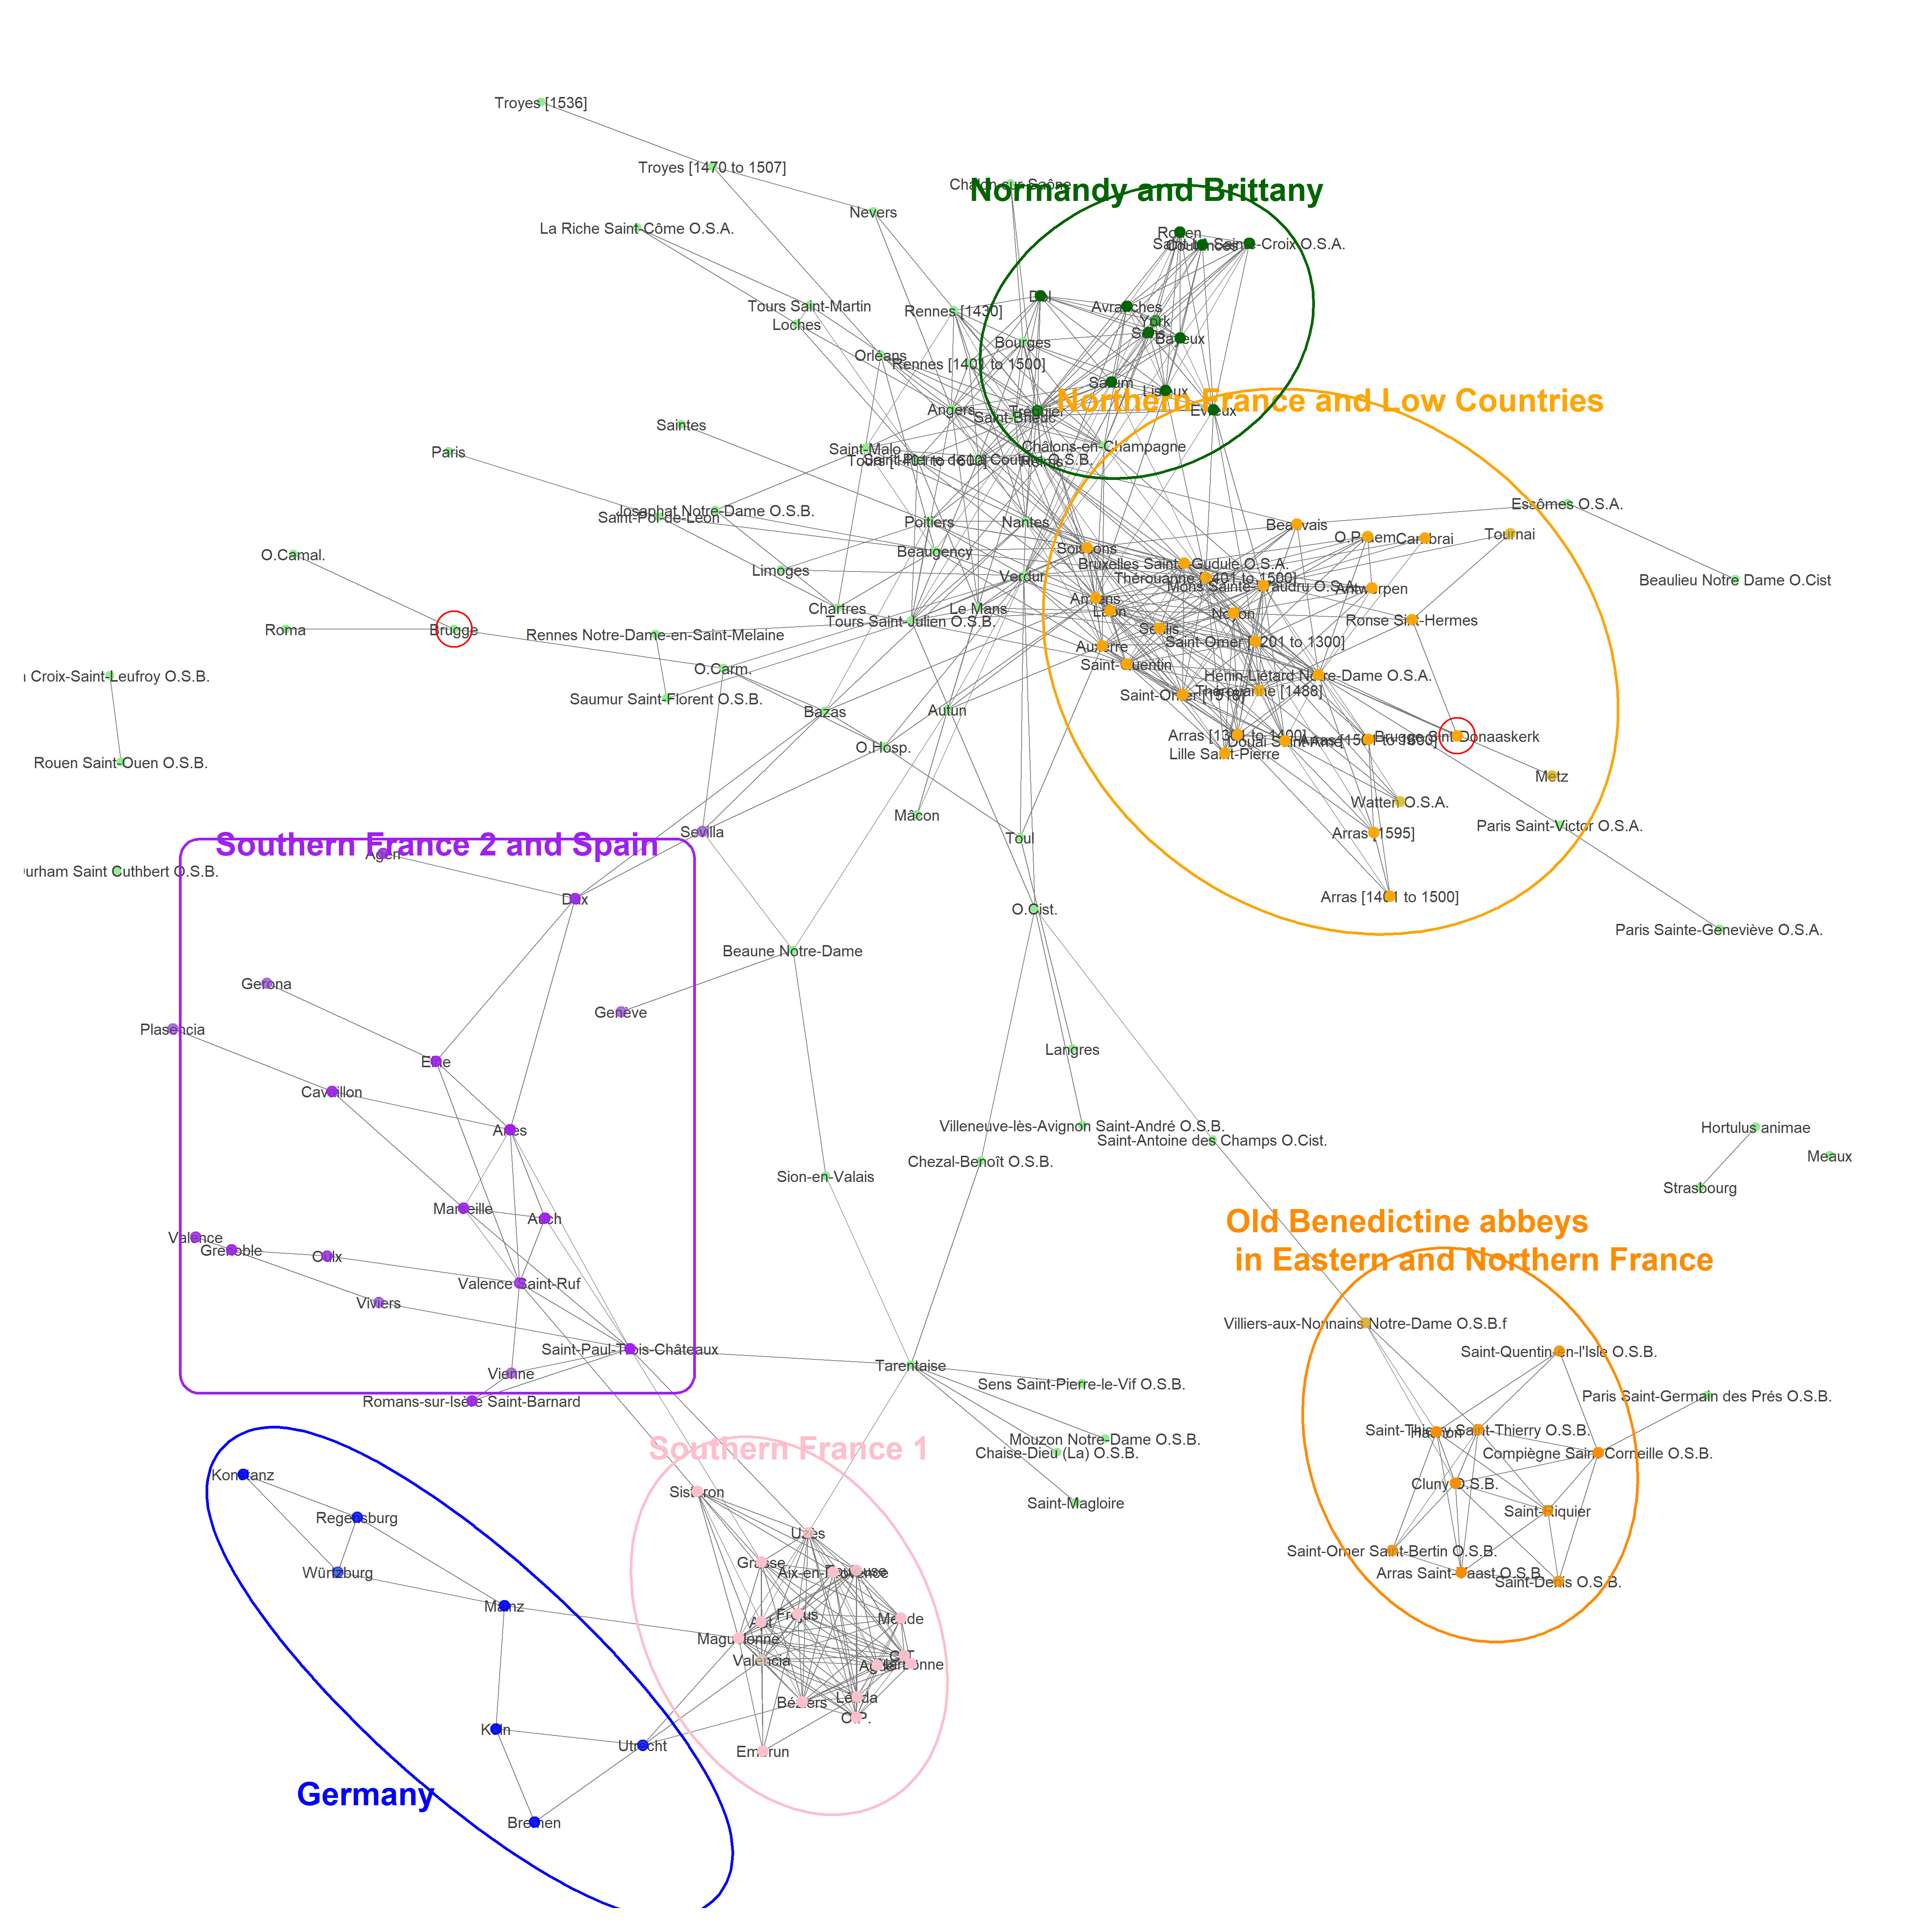 Troyes [1536]
Troyes [1470 to 1507]
Chalon-sur-Saône
Normandy and Brittany
Nevers
La Riche Saint-Côme O.S.A.
Rouen
Coutances
Sainte-Croix O.S.A.
Dol
Tours Saint-Martin
Avranches
Rennes [1430]
York
Loches
Bayeux
Bourges
Orléans
Rennes [1401 to 1500]
Sarum
Lisieux
Northern France and Low Countries
Angers
Tréguier
Evreux
Saint-Brieuc
Saintes
Châlons-en-Champagne
Saint-Malo
Paris
Tours [1401 to 1600]
Reims
Essômes O.S.A.
Josaphat Notre-Dame O.S.B.
Saint-Pol-de-Léon
Poitiers
Nantes
Beauvais
Tournai
O.Praem.
Cambrai
Soissons
Beaugency
O.Camal.
Bruxelles Saint-Gudule O.S.A.
Limoges
Verdun
Thérouanne [1401 to 1500]
Beaulieu Notre Dame O.Cist
Mons Sainte-Waudru O.S.A.
Antwerpen
Amiens
Chartres
Le Mans
Laon
Noyon
Tours Saint-Julien O.S.B.
Ronse Sint-Hermes
Roma
Brugge
Rennes Notre-Dame-en-Saint-Melaine
Senlis
Saint-Omer [1201 to 1300]
Auxerre
Saint-Quentin
O.Carm.
Croix-Saint-Leufroy O.S.B.
Hénin-Liétard Notre-Dame O.S.A.
Thérouanne [1488]
Saint-Omer [1518]
Saumur Saint-Florent O.S.B.
Bazas
Autun
Arras [1301 to 1400]
Douai Saint-Amé
Arras [1501 to 1600]
Brugge Sint-Donaaskerk
O.Hosp.
Lille Saint-Pierre
Rouen Saint-Ouen O.S.B.
Metz
Watten O.S.A.
Mâcon
Paris Saint-Victor O.S.A.
Sevilla
Arras [1595]
Toul
Southern France 2 and Spain
Agen
Durham Saint Cuthbert O.S.B.
Dax
Arras [1401 to 1500]
O.Cist.
Paris Sainte-Geneviève O.S.A.
Beaune Notre-Dame
Gerona
Genève
Plasencia
Langres
Elne
Cavaillon
Villeneuve-lès-Avignon Saint-André O.S.B.
Hortulus animae
Arles
Saint-Antoine des Champs O.Cist.
Meaux
Chezal-Benoît O.S.B.
Sion-en-Valais
Strasbourg
Marseille
Auch
Old Benedictine abbeys
in Eastern and Northern France
Valence
Grenoble
Oulx
Valence Saint-Ruf
Viviers
Villiers-aux-Nonnains Notre-Dame O.S.B.f
Saint-Paul-Trois-Châteaux
Saint-Quentin-en-l'Isle O.S.B.
Tarentaise
Vienne
Sens Saint-Pierre-le-Vif O.S.B.
Paris Saint-Germain des Prés O.S.B.
Romans-sur-Isère Saint-Barnard
Saint-Thierry Saint-Thierry O.S.B.
Mouzon Notre-Dame O.S.B.
Southern France 1
Chaise-Dieu (La) O.S.B.
Compiègne Saint-Corneille O.S.B.
Konstanz
Cluny O.S.B.
Sisteron
Saint-Magloire
Saint-Riquier
Regensburg
Uzès
Saint-Omer Saint-Bertin O.S.B.
Grasse
Aix-en-Provence
Toulouse
Würtzburg
Arras Saint-Vaast O.S.B.
Saint-Denis O.S.B.
Mainz
Fréjus
Apt
Mende
Maguelonne
Valencia
Agde
Narbonne
Lérida
Béziers
O.P.
Köln
Utrecht
Embrun
Germany
Bremen